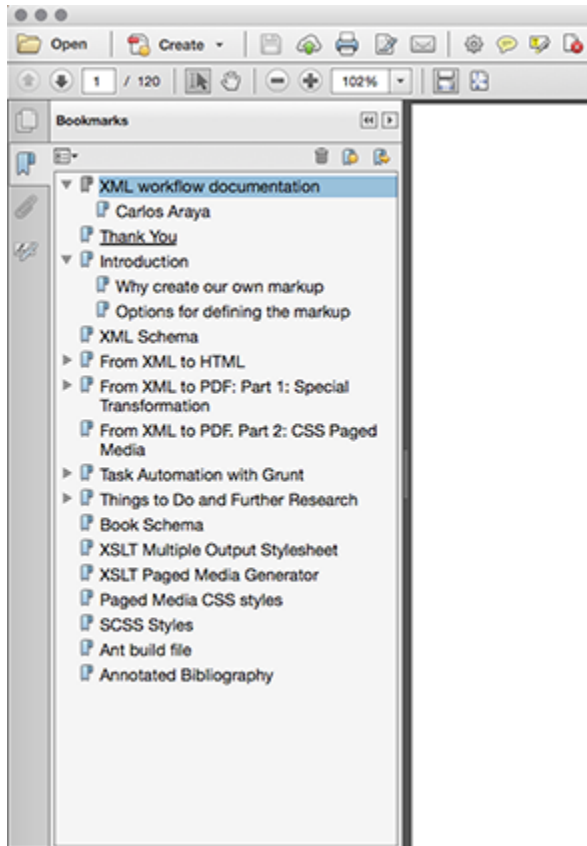 Open Create
1 / 120 102%
Bookmarks
XML workflow documentation
Carlos Araya
Thank You
Introduction
Why create our own markup
Options for defining the markup
XML Schema
From XML to HTML
From XML to PDF: Part 1: Special
Transformation
From XML to PDF. Part 2: CSS Paged
Media
Task Automation with Grunt
Things to Do and Further Research
Book Schema
XSLT Multiple Output Stylesheet
XSLT Paged Media Generator
Paged Media CSS styles
SCSS Styles
Ant build file
Annotated Bibliography